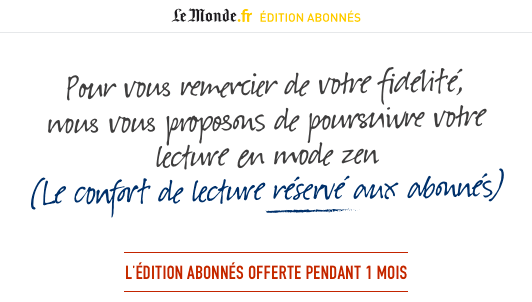 Le Monde.fr ÉDITION ABONNÉS
Pour vous remercier de votre fidélité,
nous vous proposons de poursuivre votre
lecture en mode zen
(Le confort de lecture réservé aux abonnés)
L'ÉDITION ABONNÉS OFFERTE PENDANT 1 MOIS